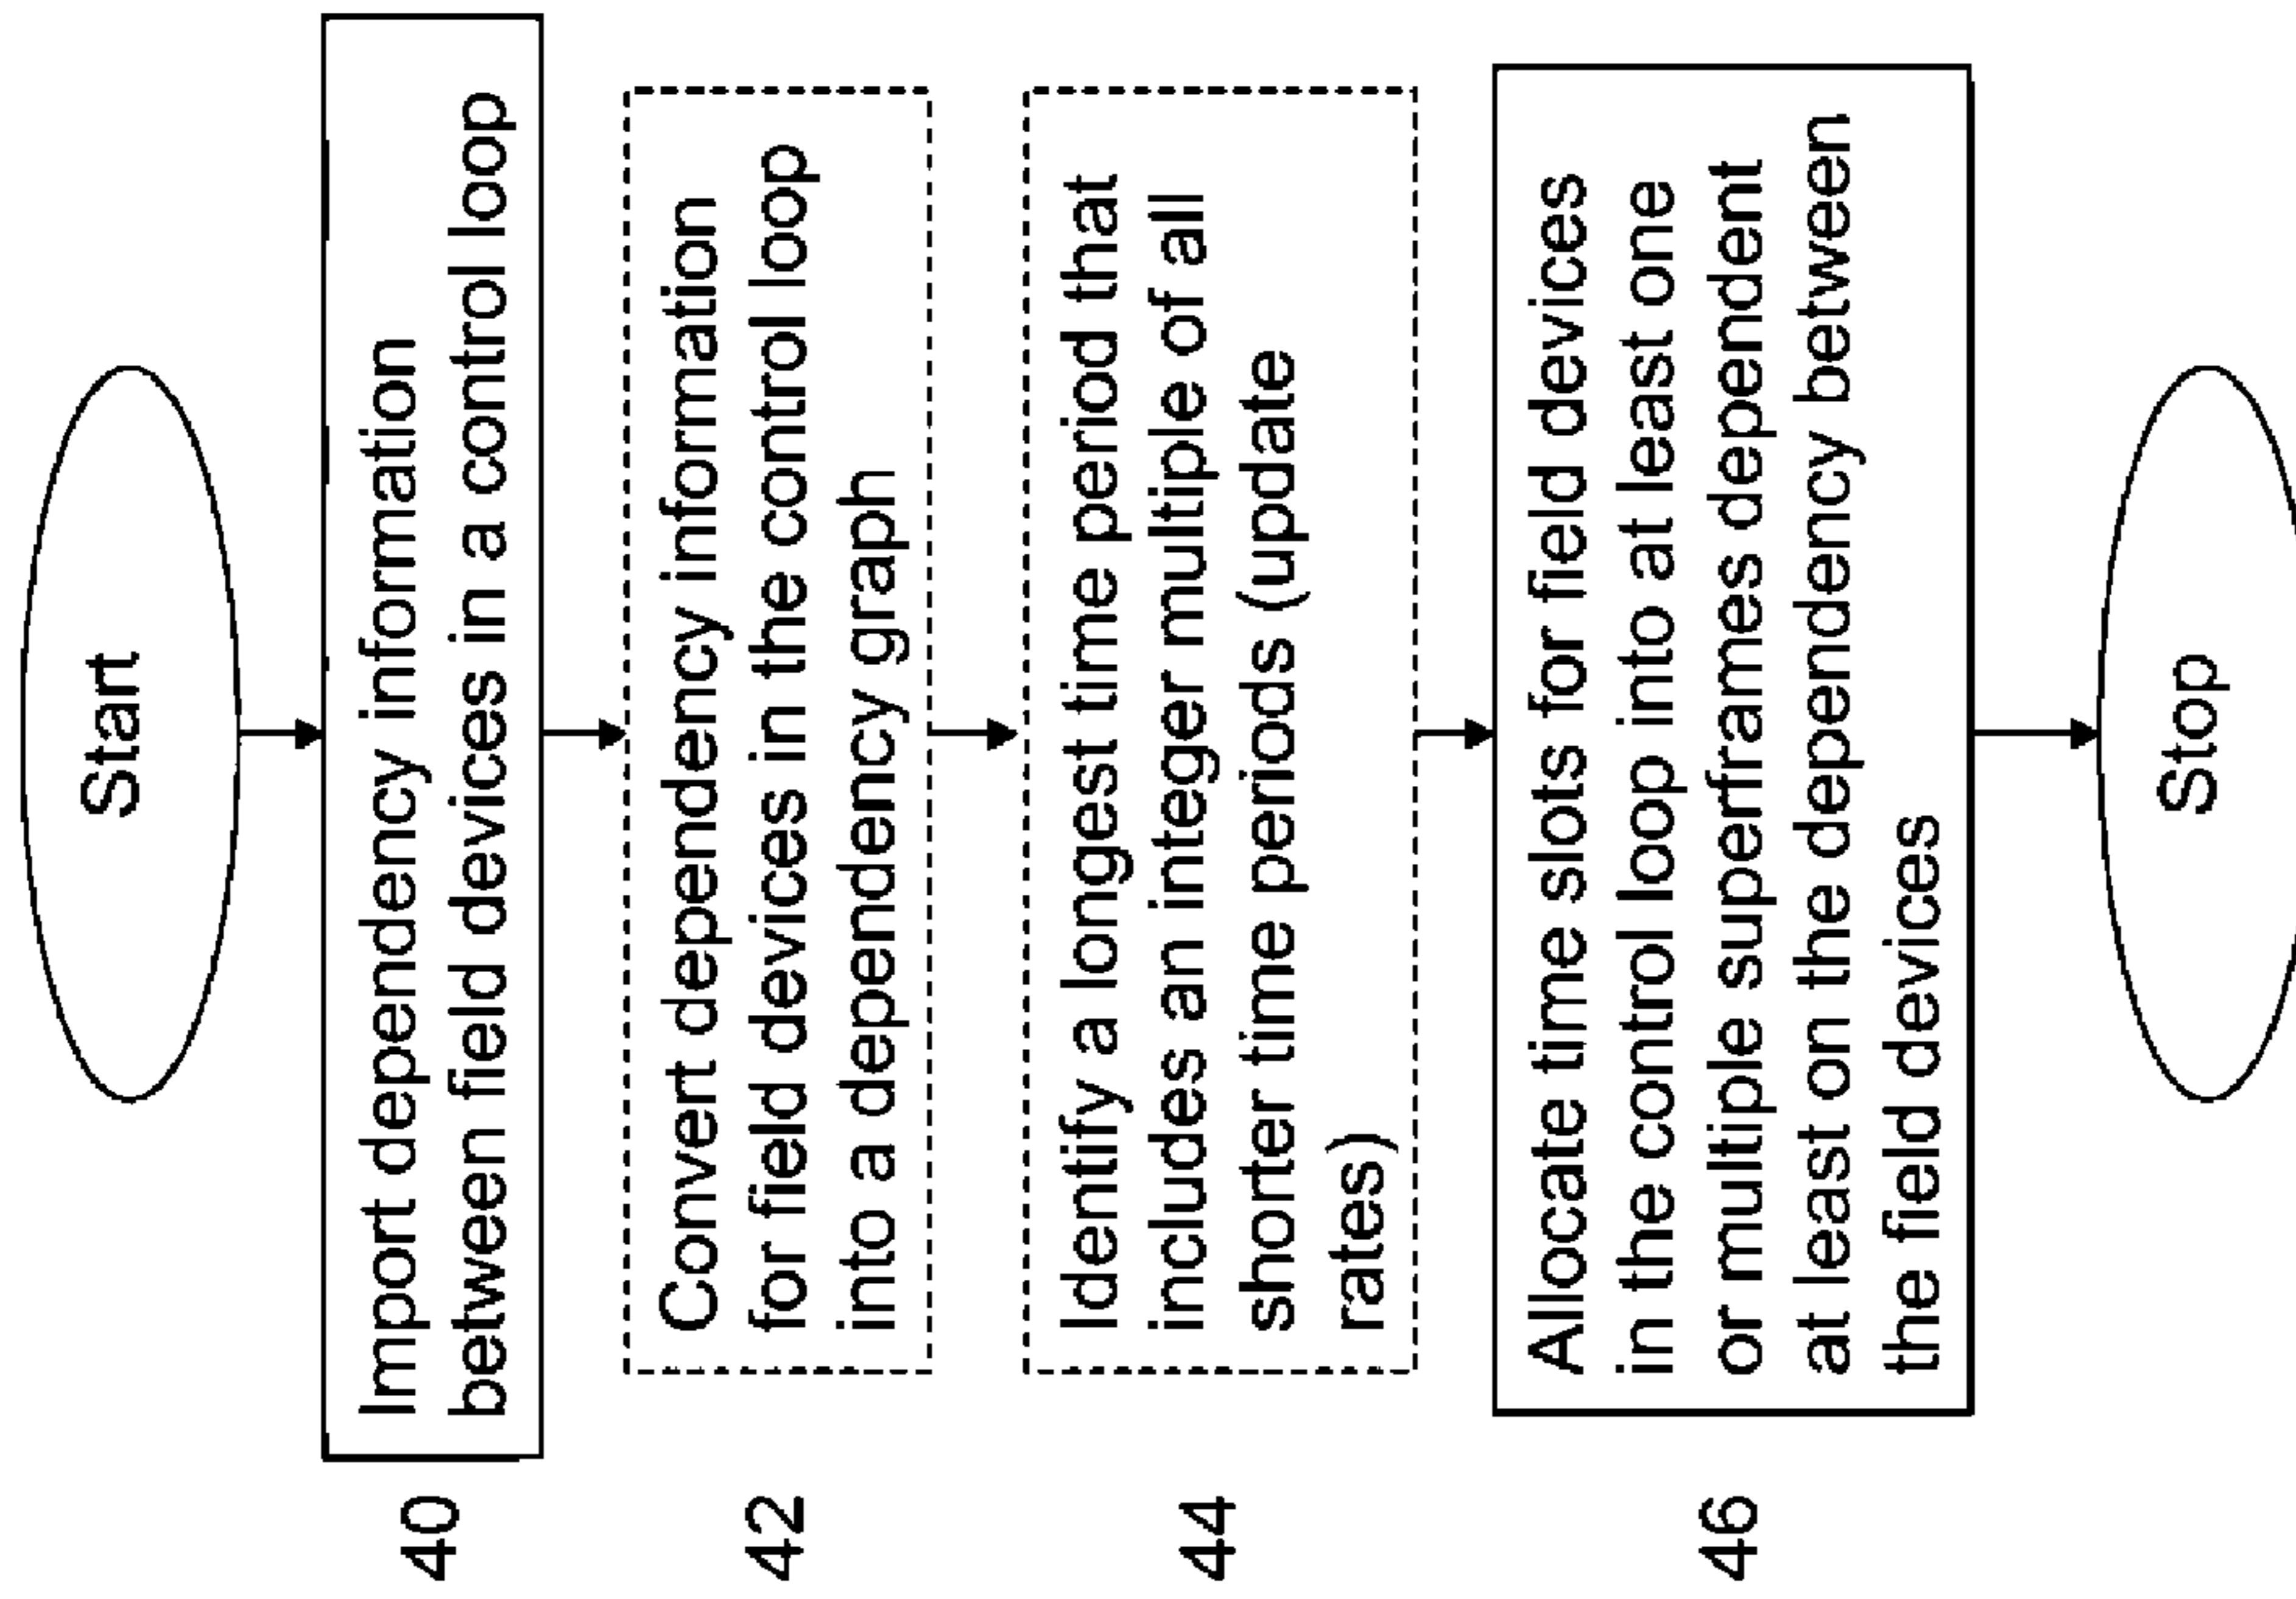 Start
40
Import dependency information
between field devices in a control loop
42
Convert dependency information
for field devices in the control loop
into a dependency graph
44
Identify a longest time period that
includes an integer multiple of all
shorter time periods (update
rates)
46
Allocate time slots for field devices
in the control loop into at least one
or multiple superframes dependent
at least on the dependency between
the field devices
Stop